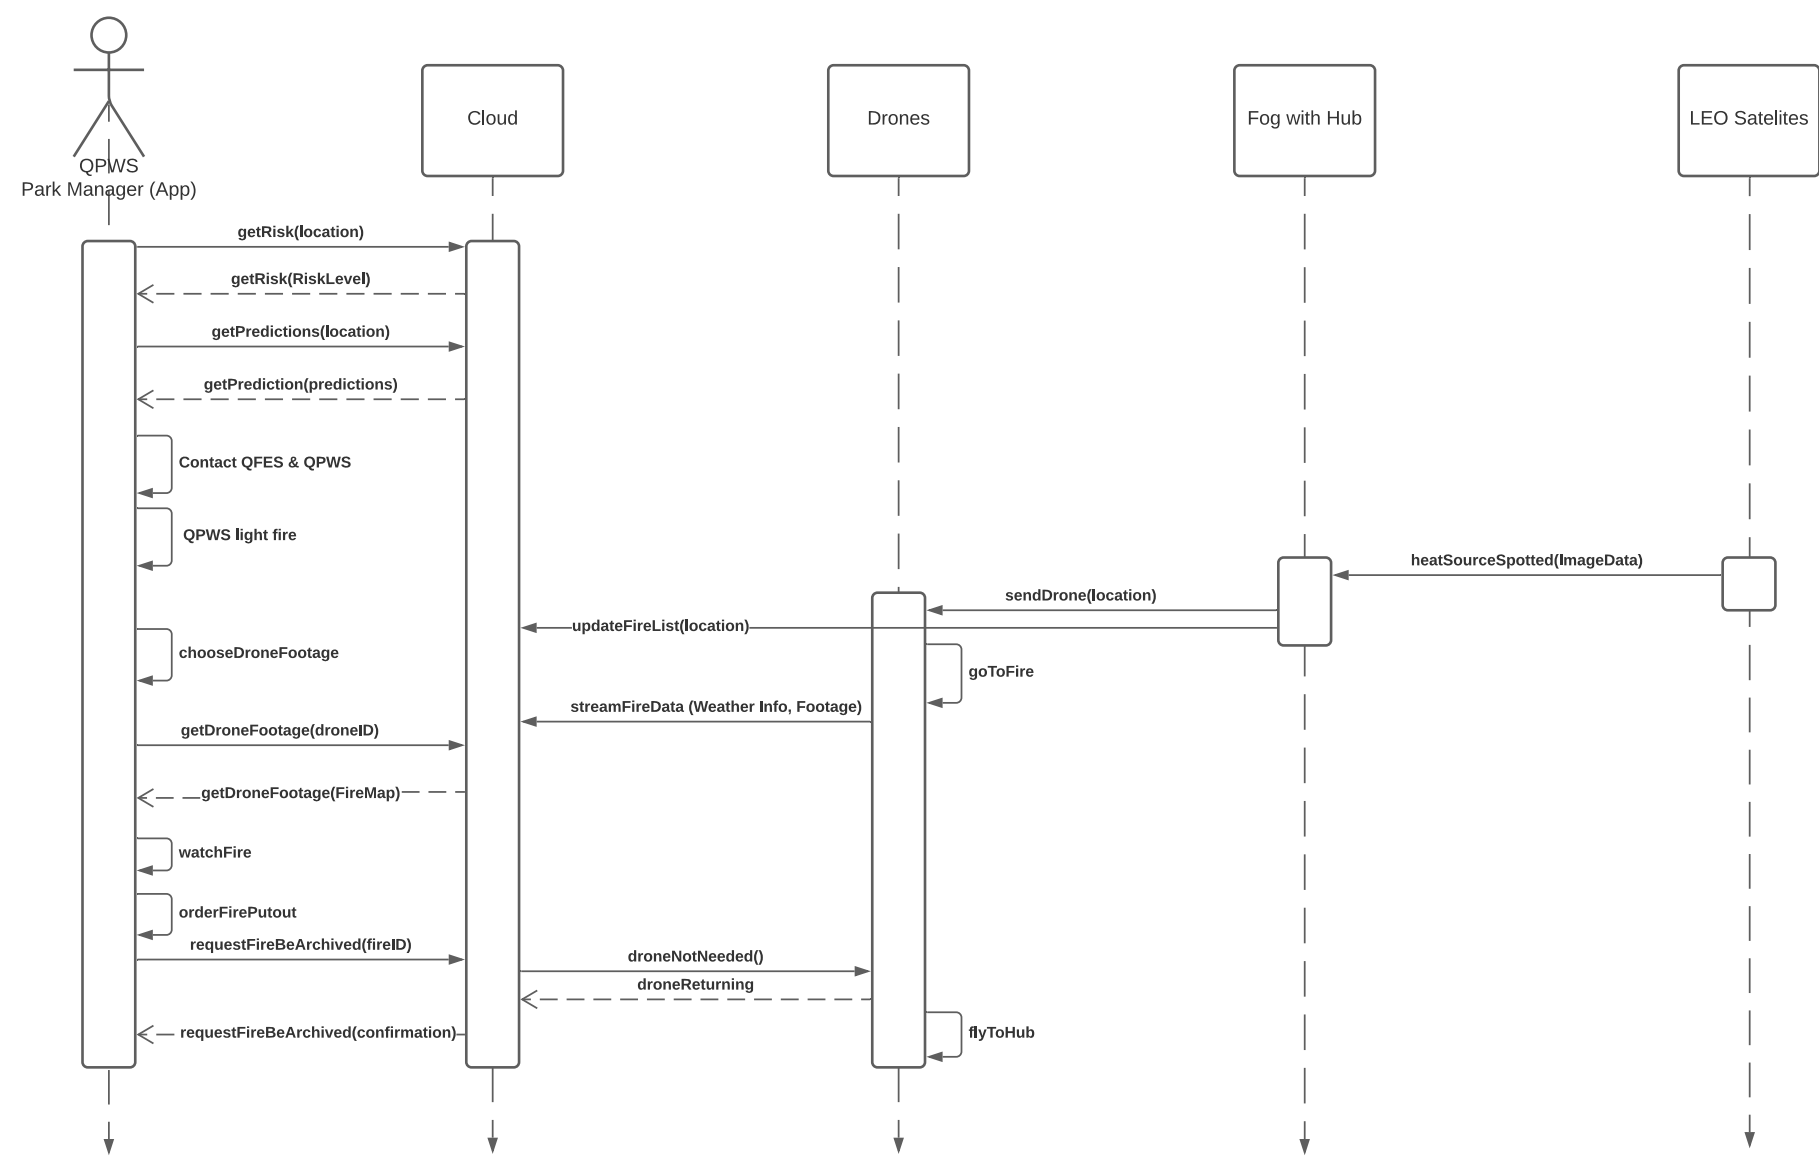 QPWS
Park Manager (App)
Cloud
Drones
Fog with Hub
LEO Satelites
getRisk(location)
getRisk(RiskLevel)
getPredictions(location)
getPrediction(predictions)
Contact QFES & QPWS
QPWS light fire
heatSourceSpotted(ImageData)
sendDrone(location)
updateFireList(location)
chooseDroneFootage
goToFire
streamFireData (Weather Info, Footage)
getDroneFootage(droneID)
getDroneFootage(FireMap)
watchFire
orderFirePutout
requestFireBeArchived(fireID)
droneNotNeeded()
droneReturning
requestFireBeArchived(confirmation)
flyToHub